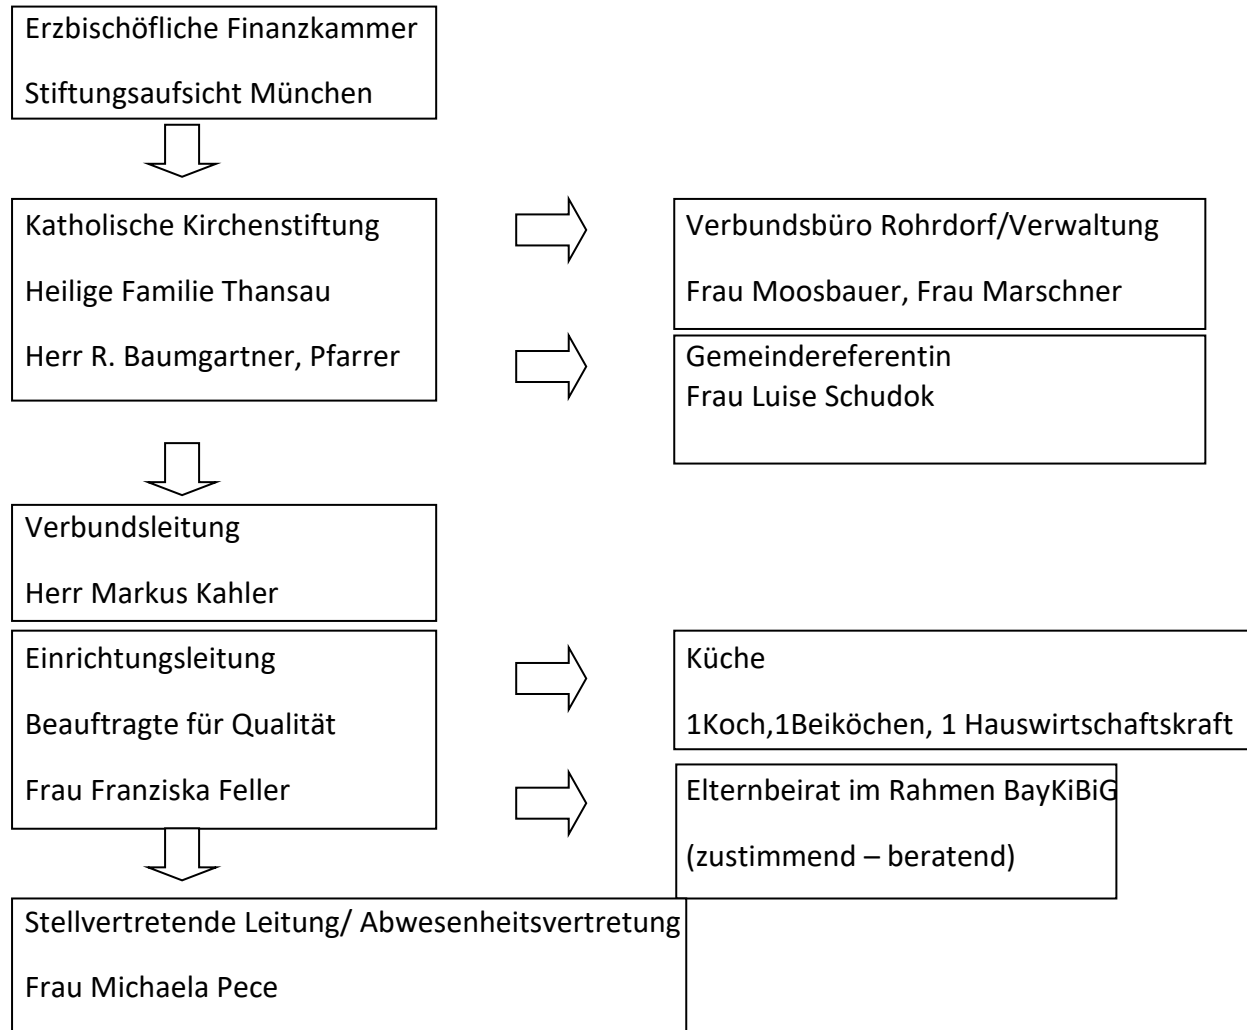 Erzbischöfliche Finanzkammer
Stiftungsaufsicht München
Katholische Kirchenstiftung
Heilige Familie Thansau
Herr R. Baumgartner, Pfarrer
Verbundsbüro Rohrdorf/Verwaltung
Frau Moosbauer, Frau Marschner
Gemeindereferentin
Frau Luise Schudok
Verbundsleitung
Herr Markus Kahler
Einrichtungsleitung
Beauftragte für Qualität
Frau Franziska Feller
Küche
1Koch,1Beiköchen, 1 Hauswirtschaftskraft
Elternbeirat im Rahmen BayKiBiG
(zustimmend – beratend)
Stellvertretende Leitung/ Abwesenheitsvertretung
Frau Michaela Pece